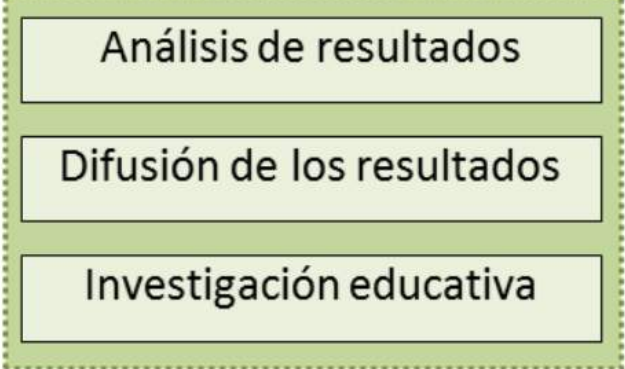 Análisis de resultados
Difusión de los resultados
Investigación educativa